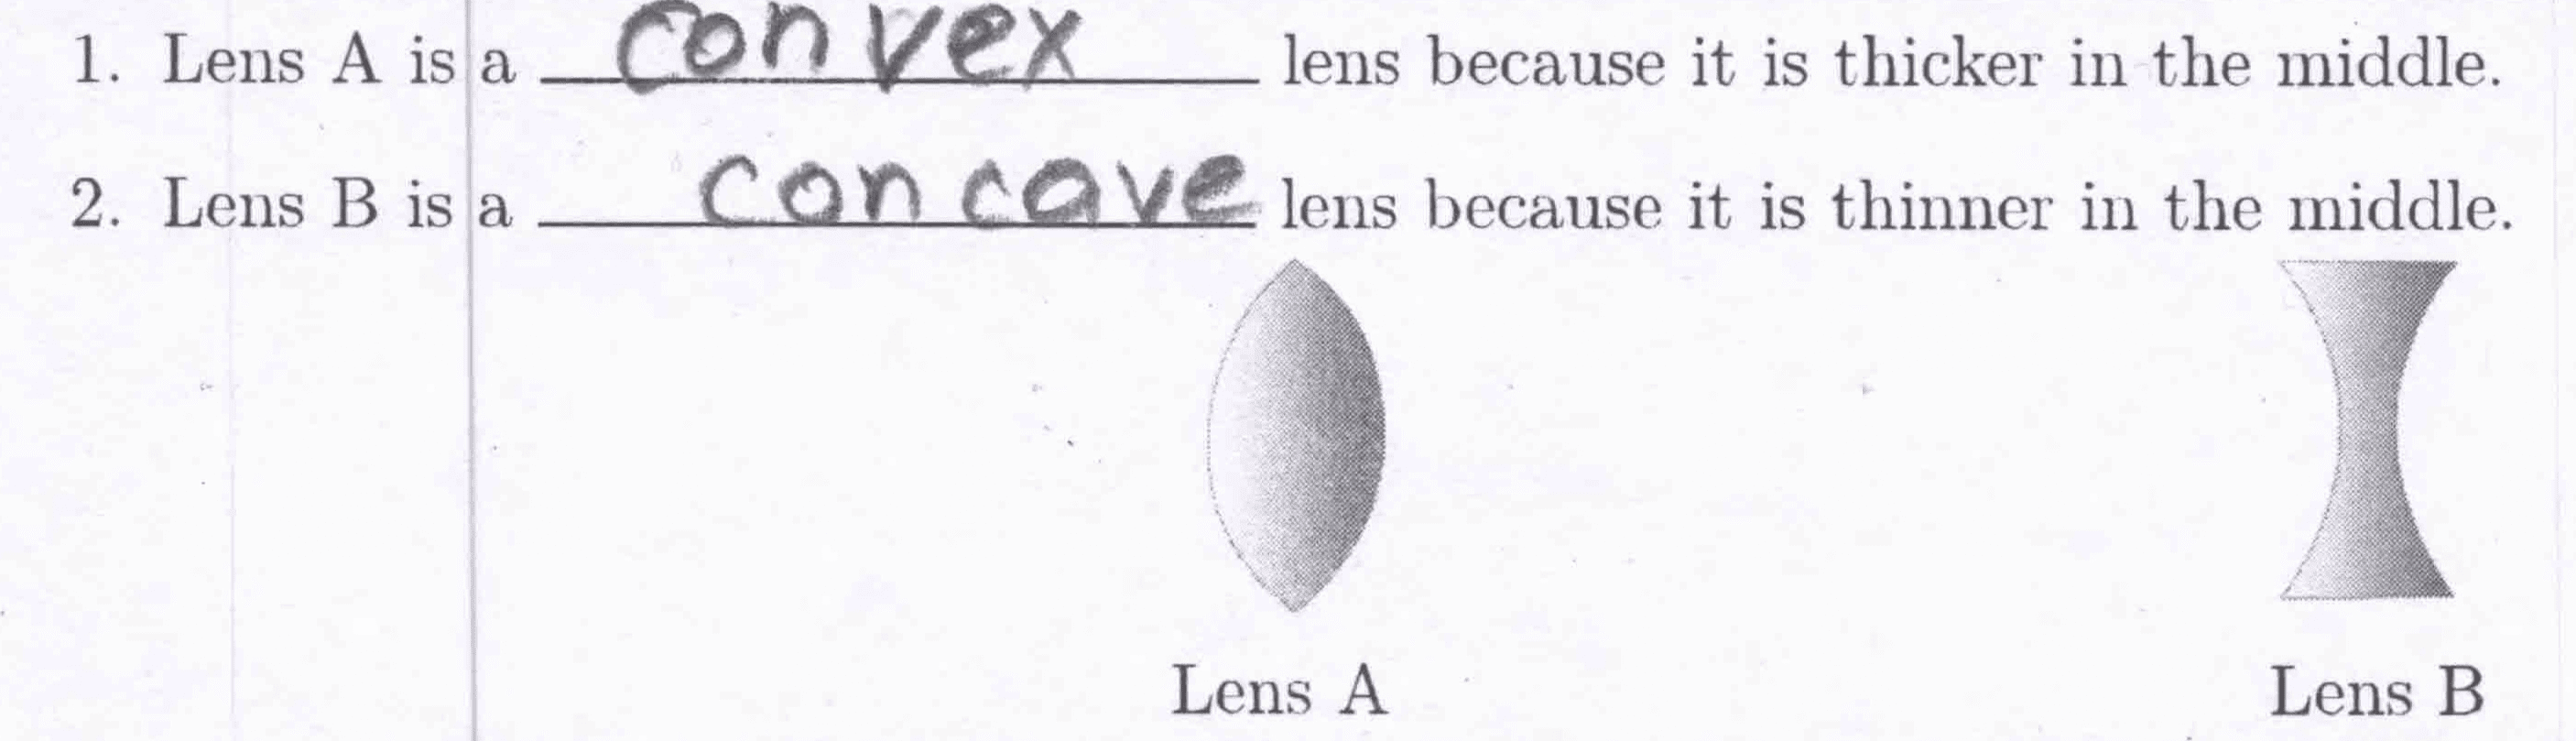 1. Lens A is a convex lens because it is thicker in the middle.
2. Lens B is a concave lens because it is thinner in the middle.
Lens A Lens B